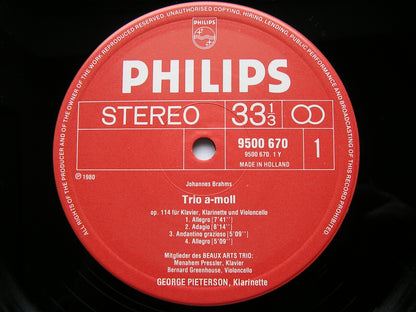 ALL RIGHTS OF THE PRODUCER AND OF THE OWNER OF THE WORK REPRODUCED RESERVED. UNAUTHORISED COPYING, HIRING, LENDING, PUBLIC PERFORMANCE AND BROADCASTING OF THIS RECORD PROHIBITED
PHILIPS
PHILIPS
STEREO 33 1/3
9500 670
9500 670. 1 Y
MADE IN HOLLAND
1
℗ 1980
Johannes Brahms
Trio a-moll
op. 114 für Klavier, Klarinette und Violoncello
1. Allegro [7'41'']
2. Adagio [8'14'']
3. Andantino grazioso [5'09'']
4. Allegro [5'09'']
Mitglieder des BEAUX ARTS TRIO:
Menahem Pressler, Klavier
Bernard Greenhouse, Violoncello
GEORGE PIETERSON, Klarinette